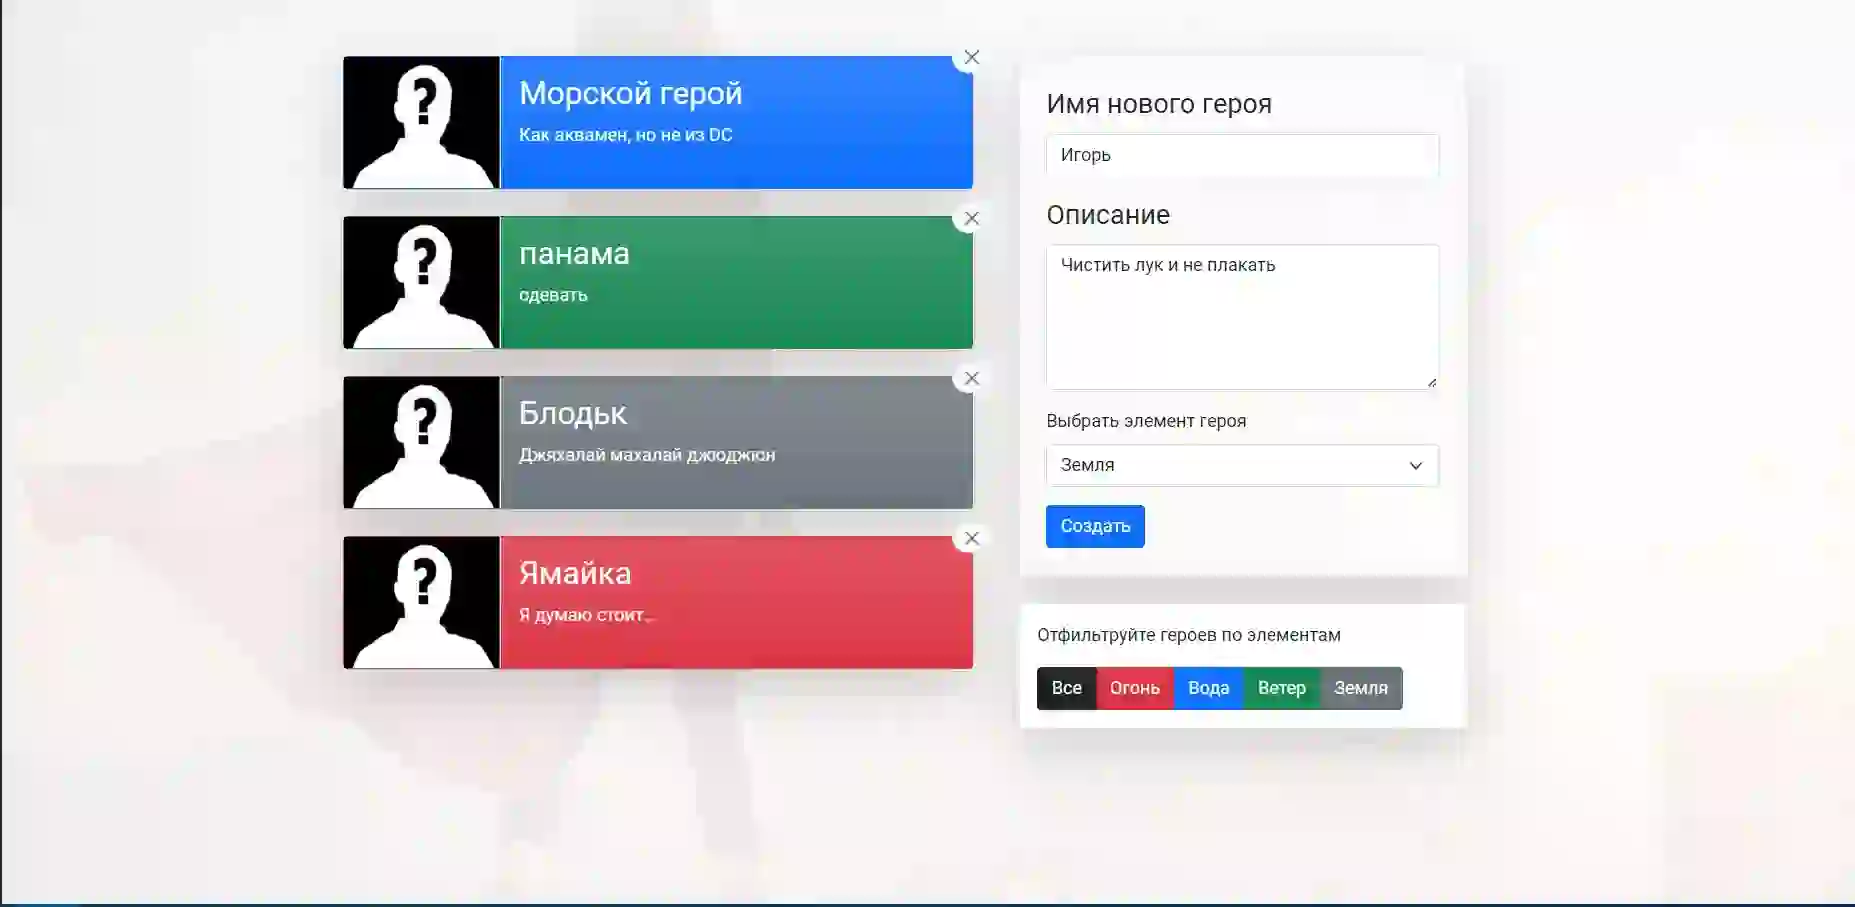 Морской герой
Как аквамен, но не из DC
панама
одевать
Блодьк
Джяхалай махалай джюоджюн
Ямайка
Я думаю стоит...
Имя нового героя
Игорь
Описание
Чистить лук и не плакать
Выбрать элемент героя
Земля
Создать
Отфильтруйте героев по элементам
Все Огонь Вода Ветер Земля